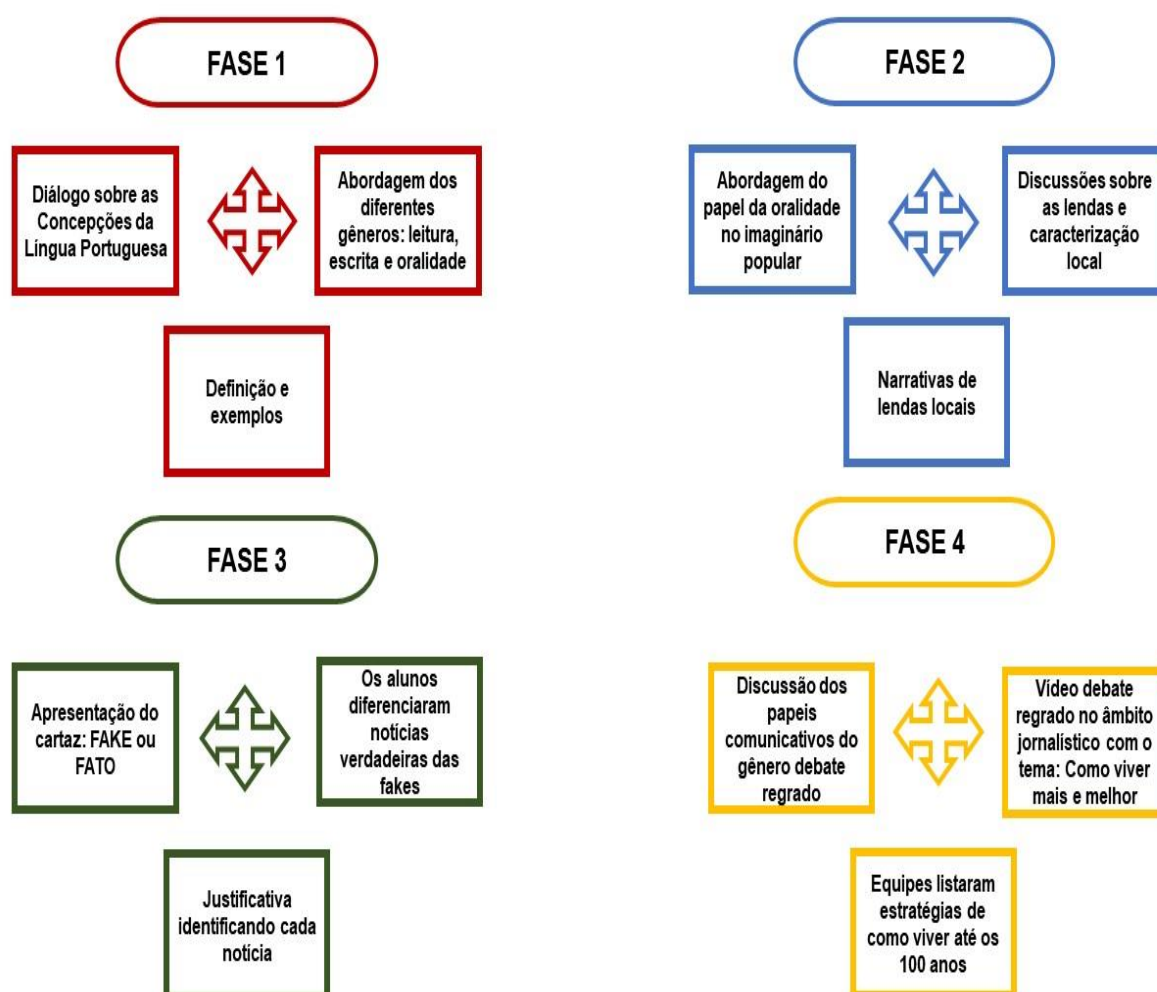 FASE 1
Diálogo sobre as
Concepções da
Língua Portuguesa
Abordagem dos
diferentes
gêneros: leitura,
escrita e oralidade
Definição e
exemplos
FASE 2
Abordagem do
papel da oralidade
no imaginário
popular
Discussões sobre
as lendas e
caracterização
local
Narrativas de
lendas locais
FASE 3
Apresentação do
cartaz: FAKE ou
FATO
Os alunos
diferenciaram
notícias
verdadeiras das
fakes
Justificativa
identificando cada
notícia
FASE 4
Discussão dos
papeis
comunicativos do
gênero debate
regrado
Vídeo debate
regrado no âmbito
jornalístico com o
tema: Como viver
mais e melhor
Equipes listaram
estratégias de
como viver até os
100 anos